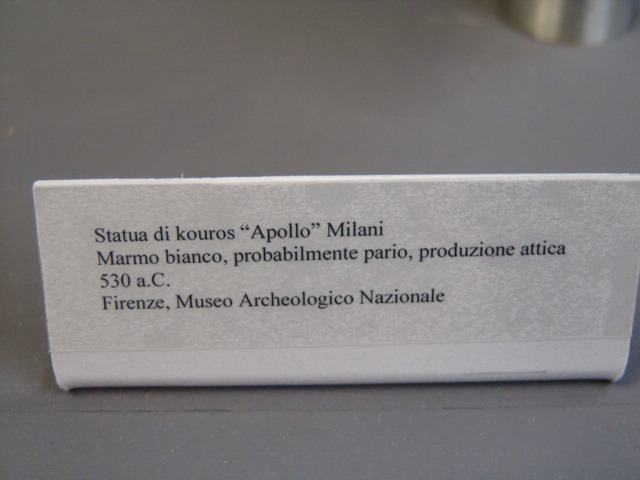 Statua di kouros “Apollo” Milani
Marmo bianco, probabilmente pario, produzione attica
530 a.C.
Firenze, Museo Archeologico Nazionale